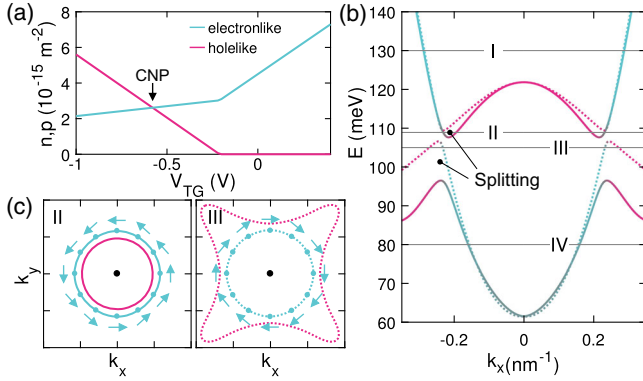 (a)
8
6
4
2
0
n,p (10⁻¹⁵ m⁻²)
electronlike
holelike
CNP
-1
-0.5
0
V_TG (V)
(b)
140
130
120
110
100
90
80
70
60
E (meV)
I
II
III
Splitting
IV
-0.2
0
0.2
k_x(nm⁻¹)
(c)
II
III
k_y
k_x
k_x